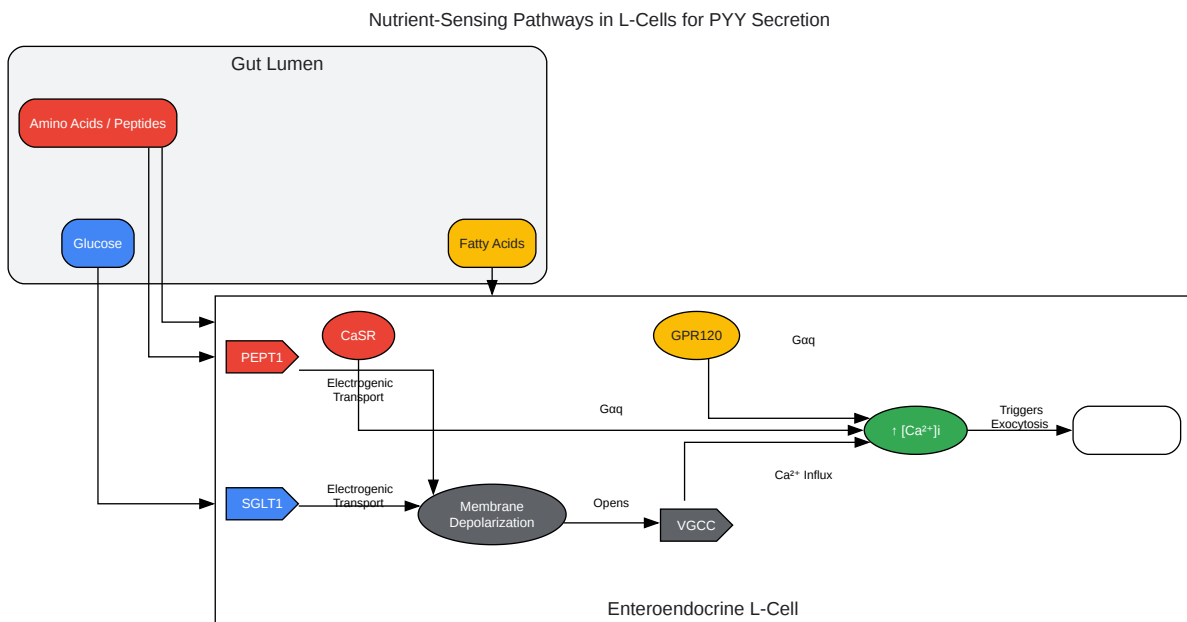 Nutrient-Sensing Pathways in L-Cells for PYY Secretion
Gut Lumen
Amino Acids / Peptides
Glucose
Fatty Acids
CaSR
GPR120
Gαq
PEPT1
Electrogenic
Transport
Gαq
Triggers
Exocytosis
↑ [Ca²⁺]i
Ca²⁺ Influx
SGLT1
Electrogenic
Transport
Membrane
Depolarization
Opens
VGCC
Enteroendocrine L-Cell